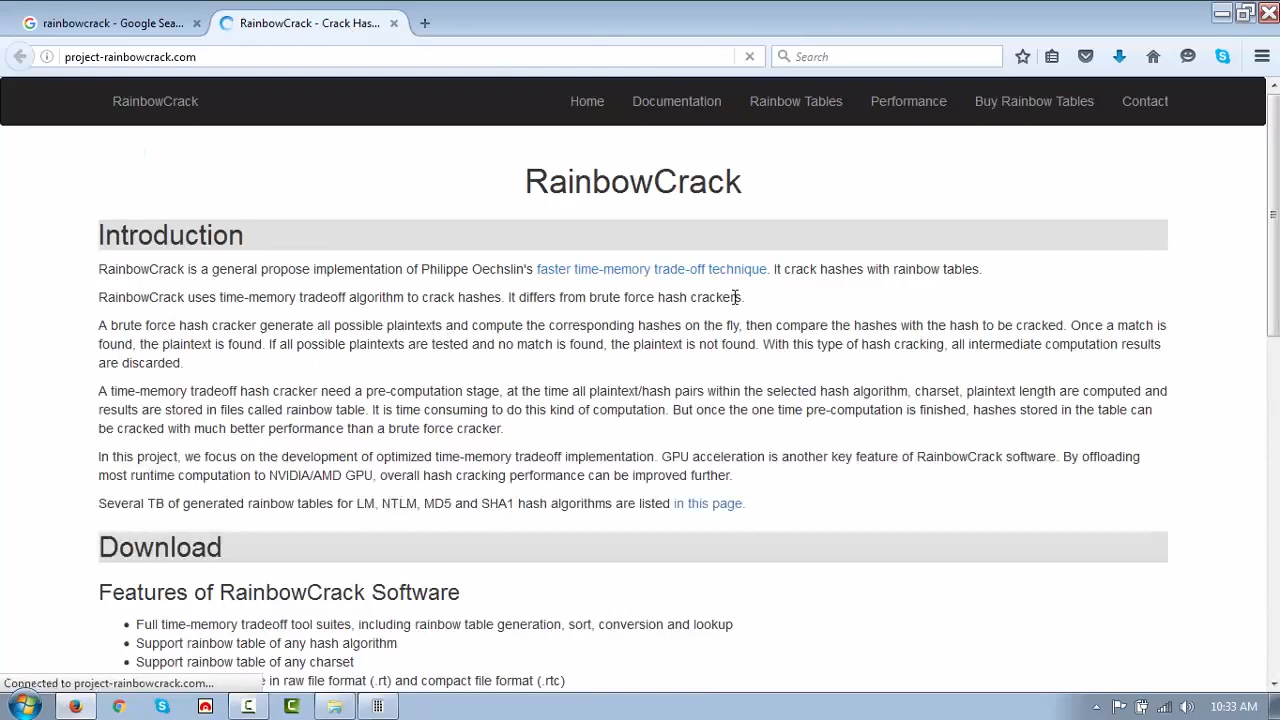 rainbowcrack - Google Sea...
RainbowCrack - Crack Has...
project-rainbowcrack.com
Search
RainbowCrack
Home
Documentation
Rainbow Tables
Performance
Buy Rainbow Tables
Contact
RainbowCrack
Introduction
RainbowCrack is a general propose implementation of Philippe Oechslin's faster time-memory trade-off technique. It crack hashes with rainbow tables.
RainbowCrack uses time-memory tradeoff algorithm to crack hashes. It differs from brute force hash crackers.
A brute force hash cracker generate all possible plaintexts and compute the corresponding hashes on the fly, then compare the hashes with the hash to be cracked. Once a match is
found, the plaintext is found. If all possible plaintexts are tested and no match is found, the plaintext is not found. With this type of hash cracking, all intermediate computation results
are discarded.
A time-memory tradeoff hash cracker need a pre-computation stage, at the time all plaintext/hash pairs within the selected hash algorithm, charset, plaintext length are computed and
results are stored in files called rainbow table. It is time consuming to do this kind of computation. But once the one time pre-computation is finished, hashes stored in the table can
be cracked with much better performance than a brute force cracker.
In this project, we focus on the development of optimized time-memory tradeoff implementation. GPU acceleration is another key feature of RainbowCrack software. By offloading
most runtime computation to NVIDIA/AMD GPU, overall hash cracking performance can be improved further.
Several TB of generated rainbow tables for LM, NTLM, MD5 and SHA1 hash algorithms are listed in this page.
Download
Features of RainbowCrack Software
Full time-memory tradeoff tool suites, including rainbow table generation, sort, conversion and lookup
Support rainbow table of any hash algorithm
Support rainbow table of any charset
e in raw file format (.rt) and compact file format (.rtc)
Connected to project-rainbowcrack.com...
10:33 AM